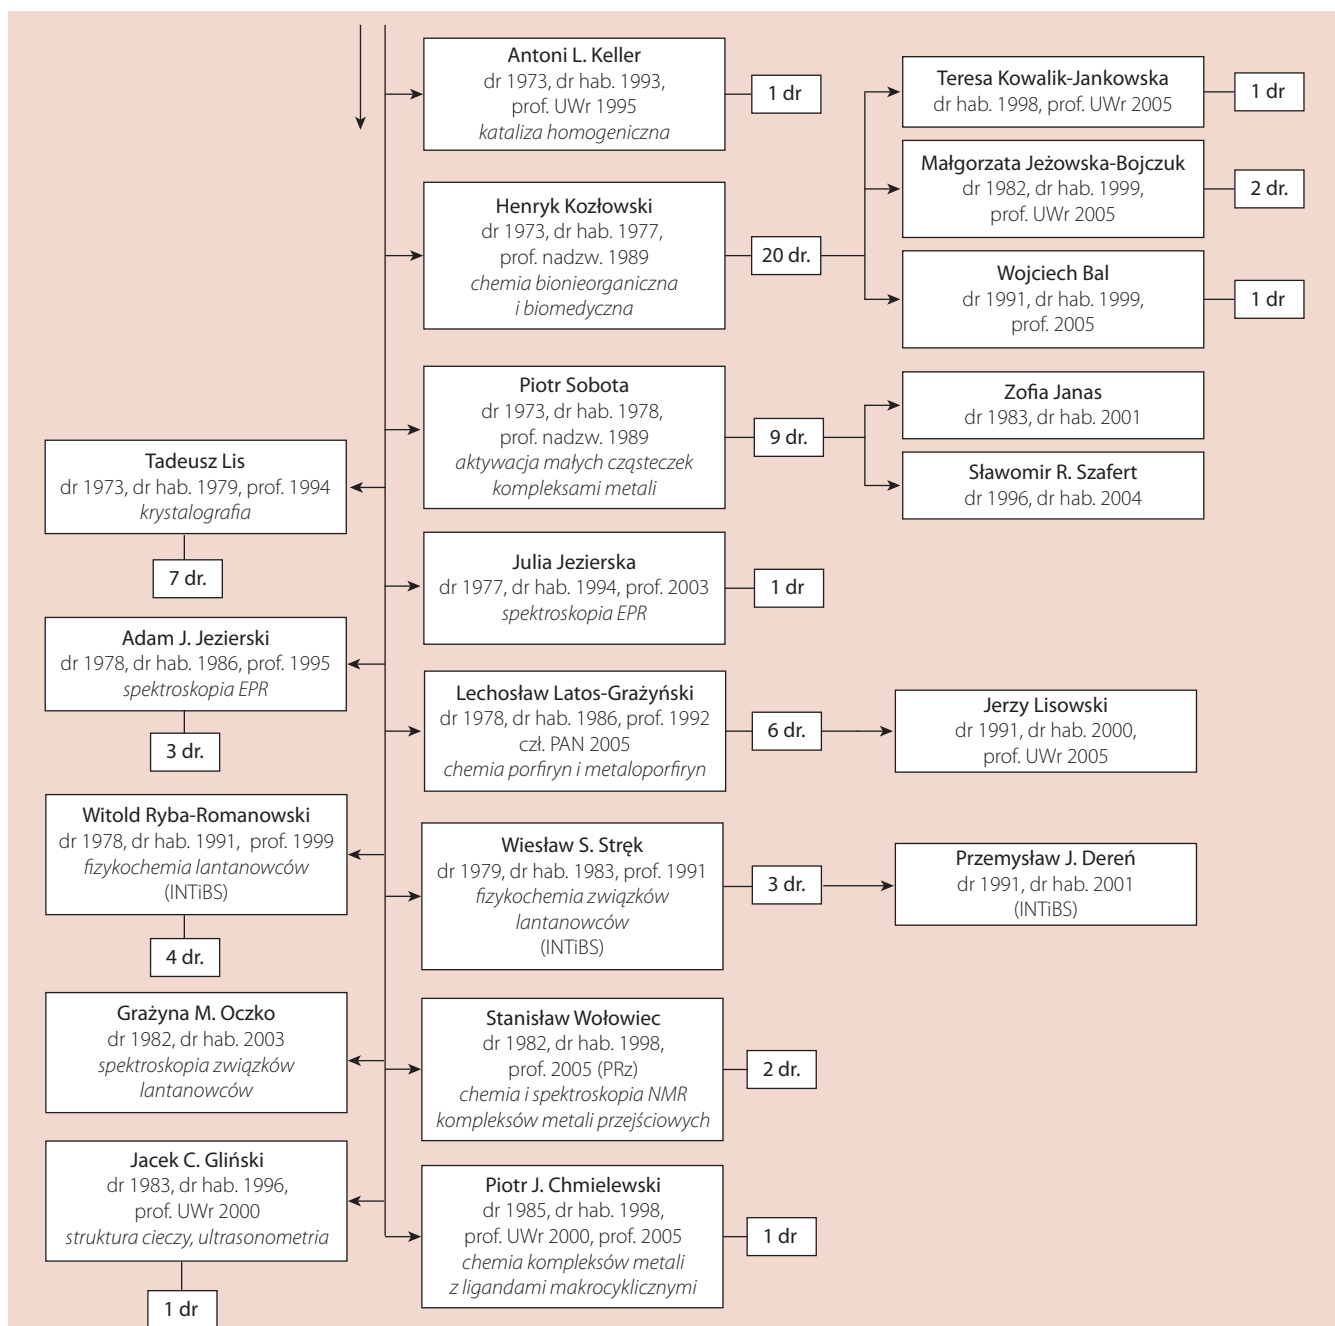 Antoni L. Keller
dr 1973, dr hab. 1993,
prof. UWr 1995
kataliza homogeniczna
1 dr
Henryk Kozłowski
dr 1973, dr hab. 1977,
prof. nadzw. 1989
chemia bionieorganiczna
i biomedyczna
20 dr.
Teresa Kowalik-Jankowska
dr hab. 1998, prof. UWr 2005
1 dr
Małgorzata Jeżowska-Bojczuk
dr 1982, dr hab. 1999,
prof. UWr 2005
2 dr.
Wojciech Bal
dr 1991, dr hab. 1999,
prof. 2005
1 dr
Piotr Sobota
dr 1973, dr hab. 1978,
prof. nadzw. 1989
aktywacja małych cząsteczek
kompleksami metali
9 dr.
Zofia Janas
dr 1983, dr hab. 2001
Sławomir R. Szafert
dr 1996, dr hab. 2004
Tadeusz Lis
dr 1973, dr hab. 1979, prof. 1994
krystalografia
7 dr.
Julia Jezierska
dr 1977, dr hab. 1994, prof. 2003
spektroskopia EPR
1 dr
Adam J. Jezierski
dr 1978, dr hab. 1986, prof. 1995
spektroskopia EPR
3 dr.
Lechosław Latos-Grażyński
dr 1978, dr hab. 1986, prof. 1992
czł. PAN 2005
chemia porfiryn i metaloporfiryn
6 dr.
Jerzy Lisowski
dr 1991, dr hab. 2000,
prof. UWr 2005
Witold Ryba-Romanowski
dr 1978, dr hab. 1991, prof. 1999
fizykochemia lantanowców
(INTiBS)
4 dr.
Wiesław S. Stręk
dr 1979, dr hab. 1983, prof. 1991
fizykochemia związków
lantanowców
(INTiBS)
3 dr.
Przemysław J. Dereń
dr 1991, dr hab. 2001
(INTiBS)
Grażyna M. Oczko
dr 1982, dr hab. 2003
spektroskopia związków
lantanowców
Stanisław Wołowiec
dr 1982, dr hab. 1998,
prof. 2005 (PRz)
chemia i spektroskopia NMR
kompleksów metali przejściowych
2 dr.
Jacek C. Gliński
dr 1983, dr hab. 1996,
prof. UWr 2000
struktura cieczy, ultrasonometria
1 dr
Piotr J. Chmielewski
dr 1985, dr hab. 1998,
prof. UWr 2000, prof. 2005
chemia kompleksów metali
z ligandami makrocyklicznymi
1 dr